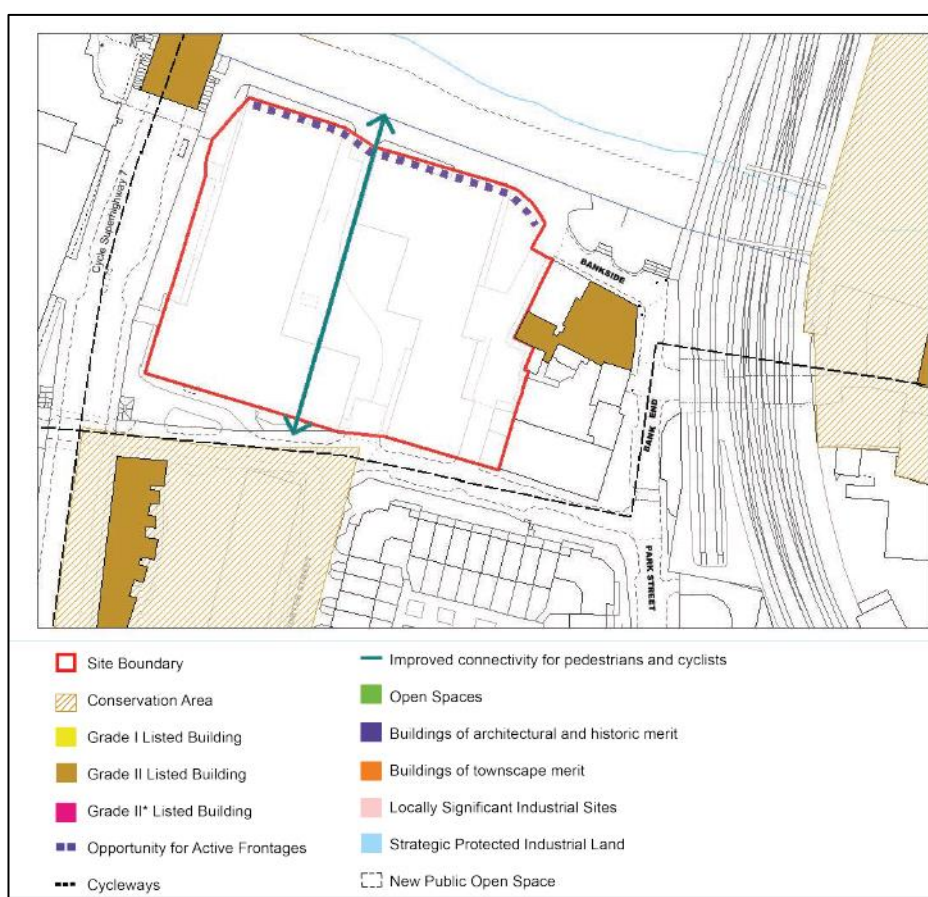 Cycle Superhighway 7
BANKSIDE
BANK END
PARK STREET
Site Boundary
Conservation Area
Grade I Listed Building
Grade II Listed Building
Grade II* Listed Building
Opportunity for Active Frontages
Cycleways
Improved connectivity for pedestrians and cyclists
Open Spaces
Buildings of architectural and historic merit
Buildings of townscape merit
Locally Significant Industrial Sites
Strategic Protected Industrial Land
New Public Open Space